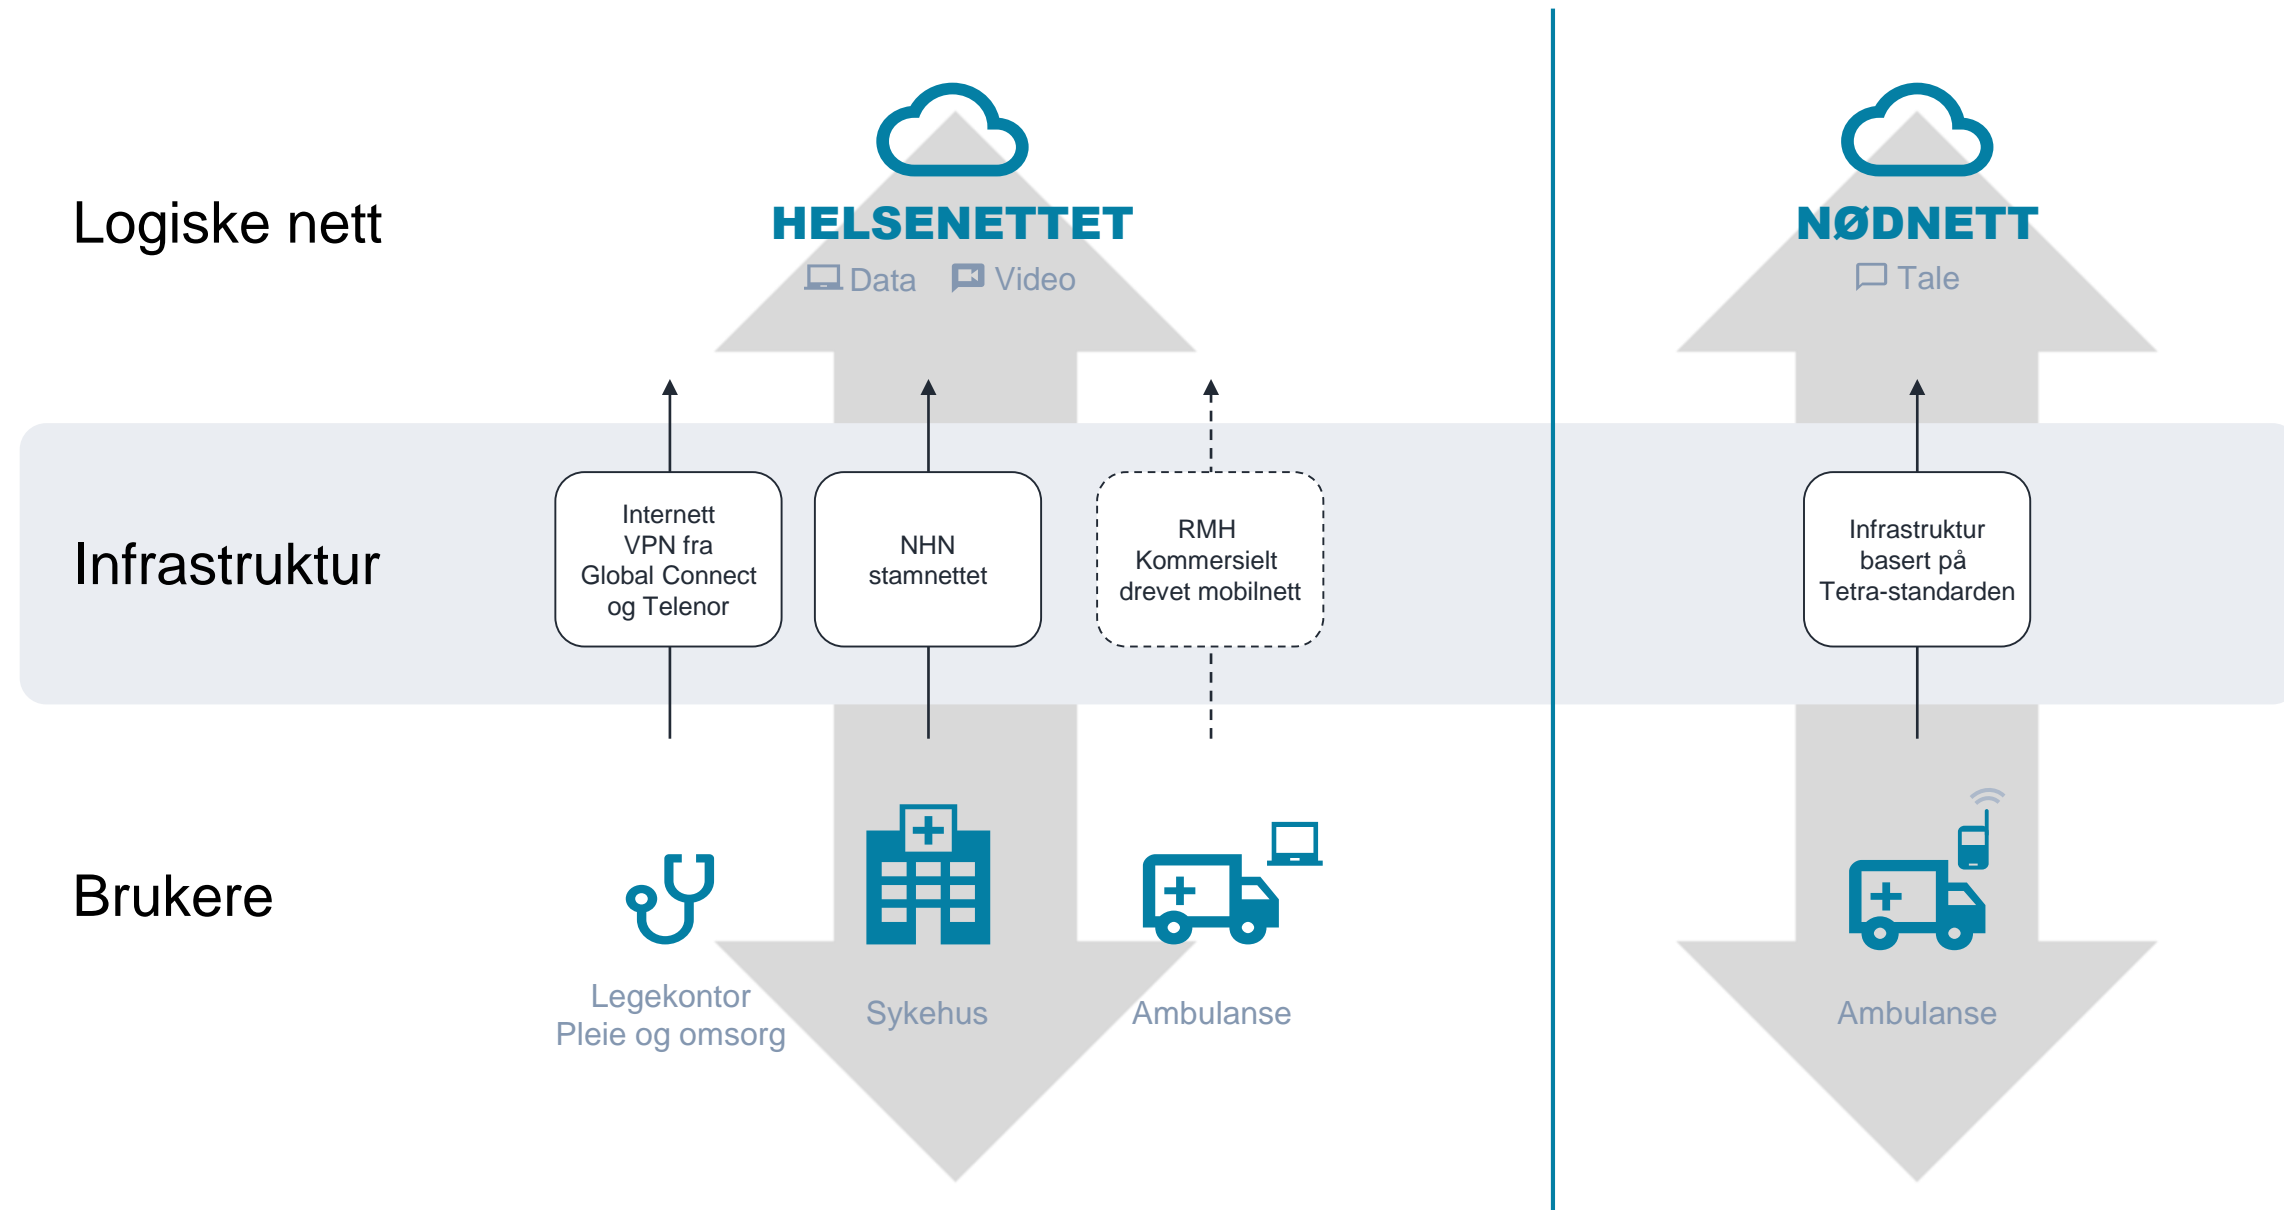 Logiske nett
HELSENETTET
Data
Video
NØDNETT
Tale
Infrastruktur
Internett
VPN fra
Global Connect
og Telenor
NHN
stamnettet
RMH
Kommersielt
drevet mobilnett
Infrastruktur
basert på
Tetra-standarden
Brukere
Legekontor
Pleie og omsorg
Sykehus
Ambulanse
Ambulanse